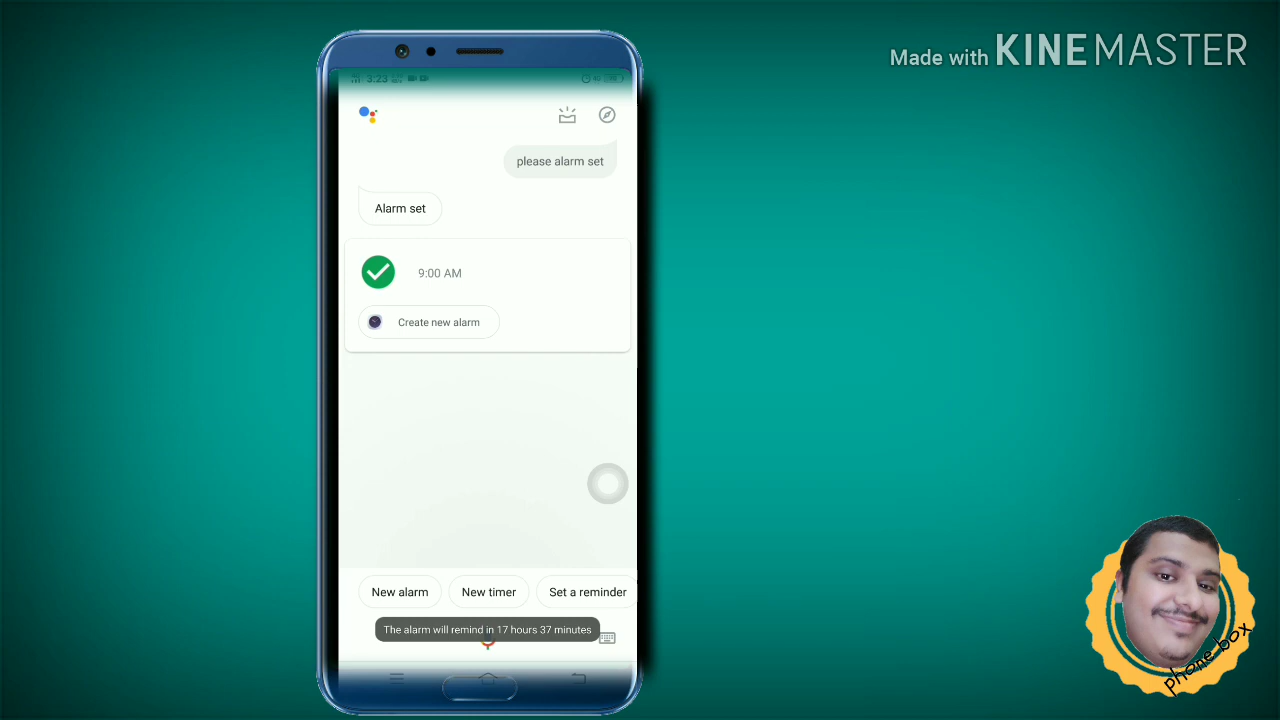 Made with KINEMASTER
3:23
please alarm set
Alarm set
9:00 AM
Create new alarm
New alarm New timer Set a reminder
The alarm will remind in 17 hours 37 minutes
phone box